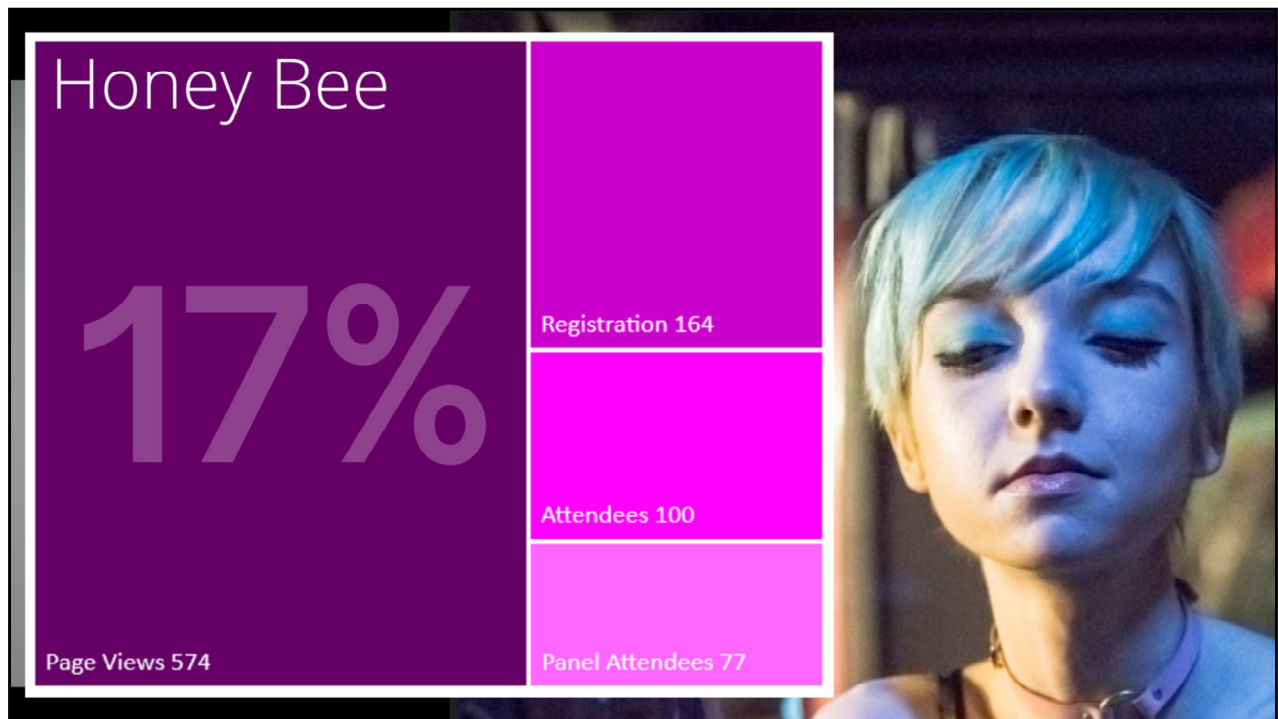 Honey Bee
17%
Registration 164
Attendees 100
Page Views 574
Panel Attendees 77